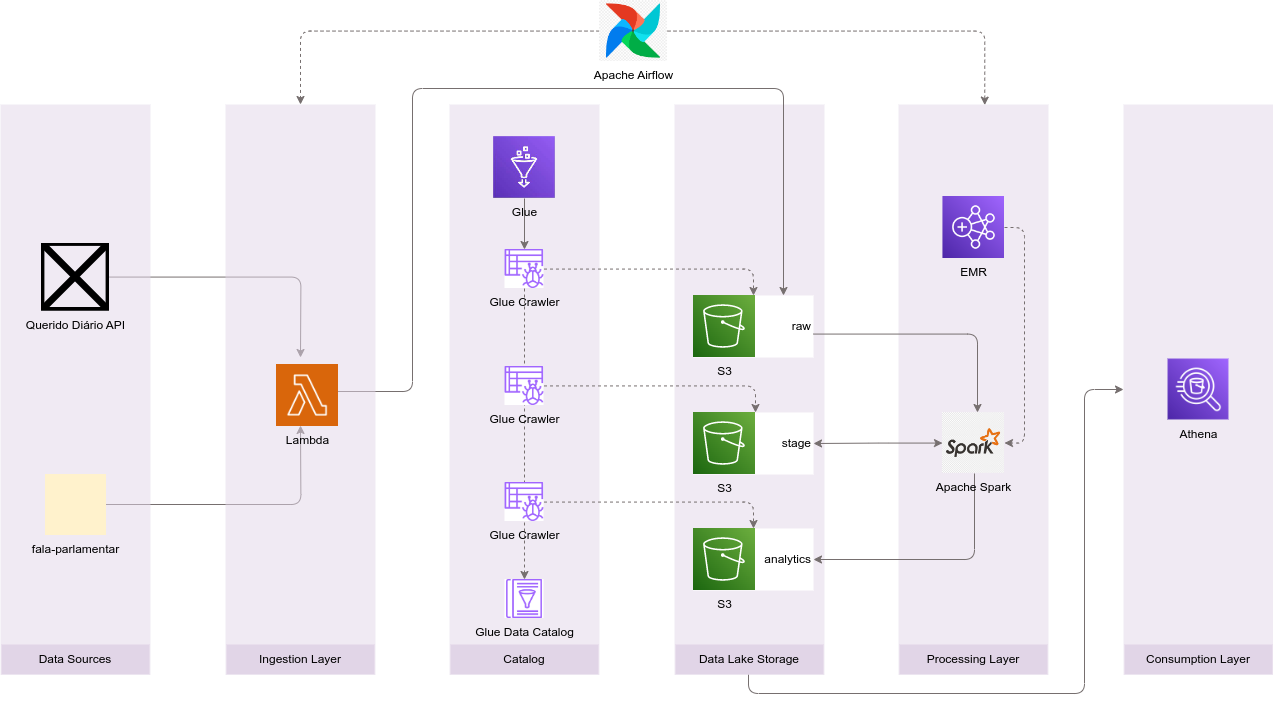 Apache Airflow
Querido Diário API
fala-parlamentar
Data Sources
Lambda
Ingestion Layer
Glue
Glue Crawler
Glue Crawler
Glue Crawler
Glue Data Catalog
Catalog
raw
S3
stage
S3
analytics
S3
Data Lake Storage
EMR
Spark
Apache Spark
Processing Layer
Athena
Consumption Layer